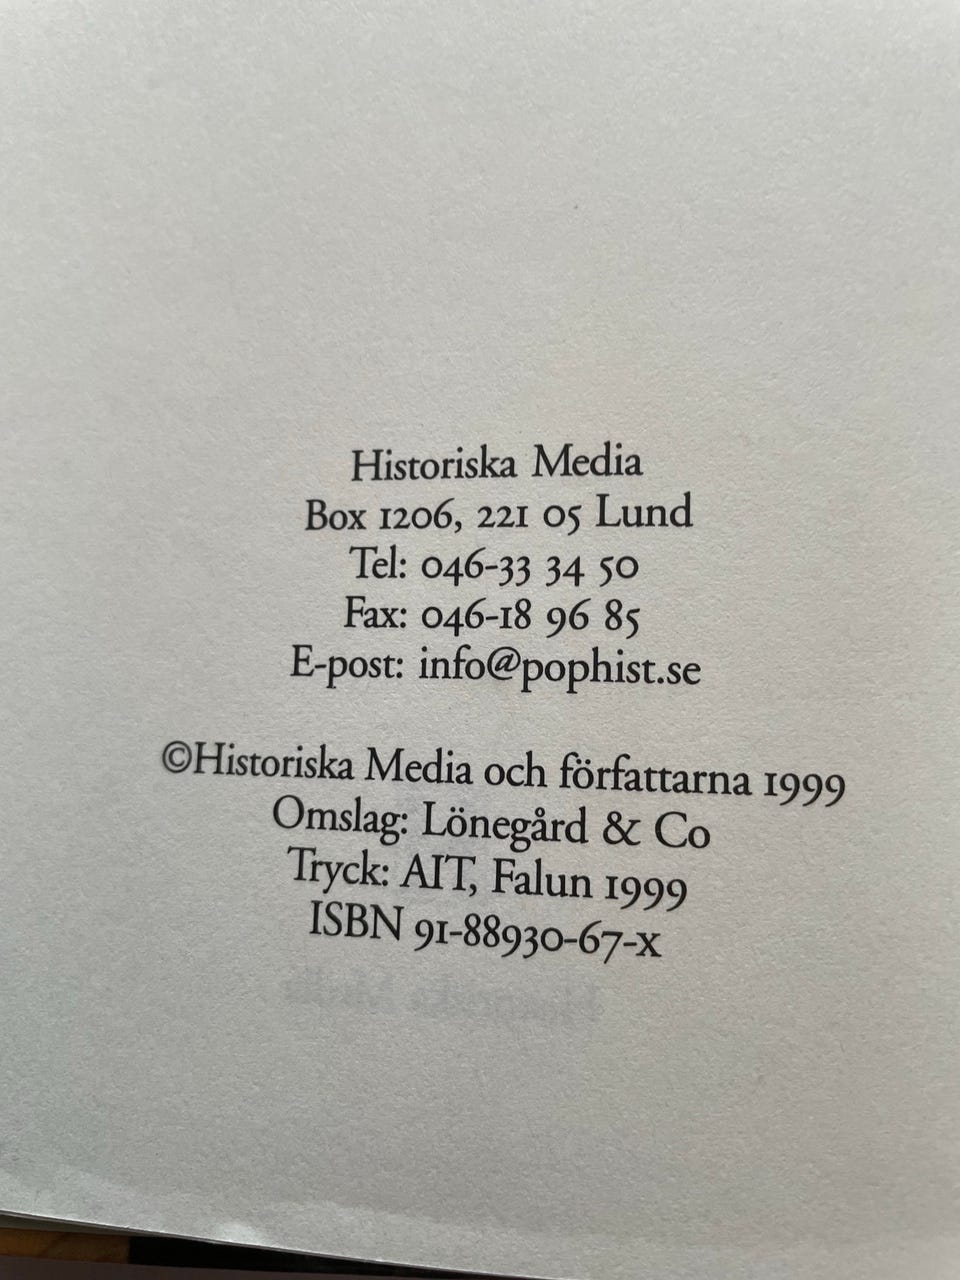 Historiska Media
Box 1206, 221 05 Lund
Tel: 046-33 34 50
Fax: 046-18 96 85
E-post: info@pophist.se
©Historiska Media och författarna 1999
Omslag: Lönegård & Co
Tryck: AIT, Falun 1999
ISBN 91-88930-67-x